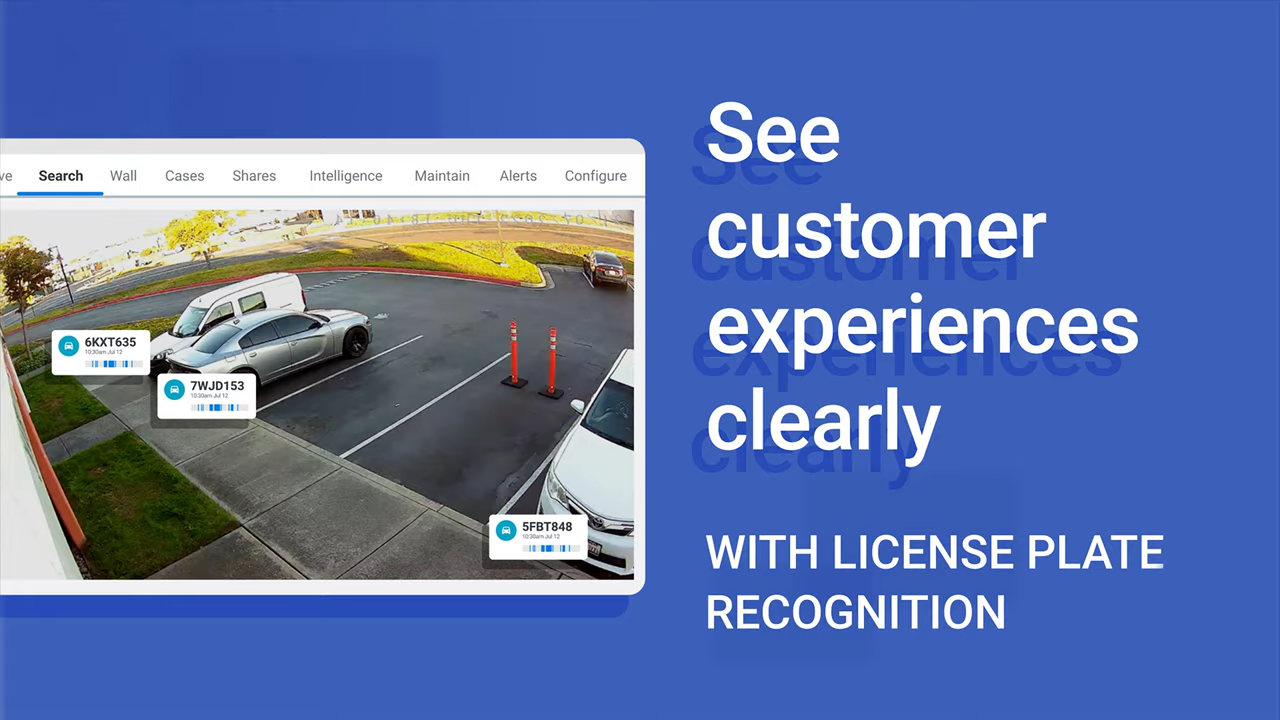 See
customer
experiences
clearly
WITH LICENSE PLATE
RECOGNITION
ve Search Wall Cases Shares Intelligence Maintain Alerts Configure
6KXT635
10:30am Jul 12
7WJD153
10:30am Jul 12
5FBT848
10:30am Jul 12